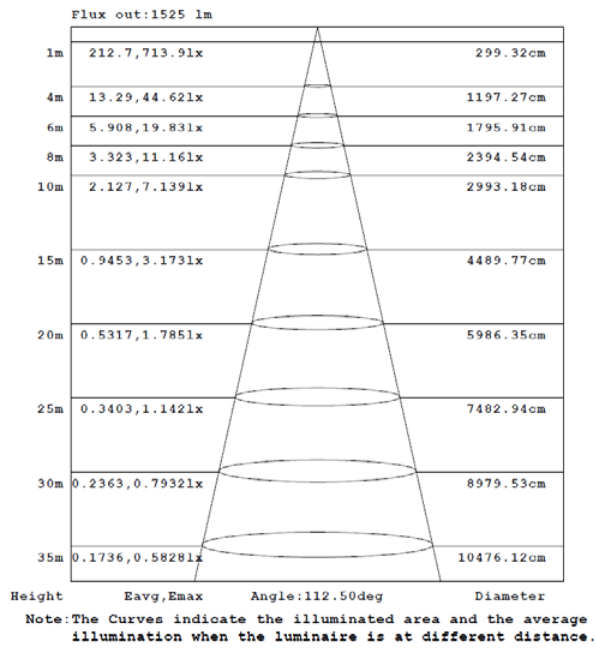 Flux out:1525 lm
1m 212.7,713.9lx 299.32cm
4m 13.29,44.62lx 1197.27cm
6m 5.908,19.83lx 1795.91cm
8m 3.323,11.16lx 2394.54cm
10m 2.127,7.139lx 2993.18cm
15m 0.9453,3.173lx 4489.77cm
20m 0.5317,1.785lx 5986.35cm
25m 0.3403,1.142lx 7482.94cm
30m 0.2363,0.7932lx 8979.53cm
35m 0.1736,0.5828lx 10476.12cm
Height Eavg,Emax Angle:112.50deg Diameter
Note:The Curves indicate the illuminated area and the average
illumination when the luminaire is at different distance.